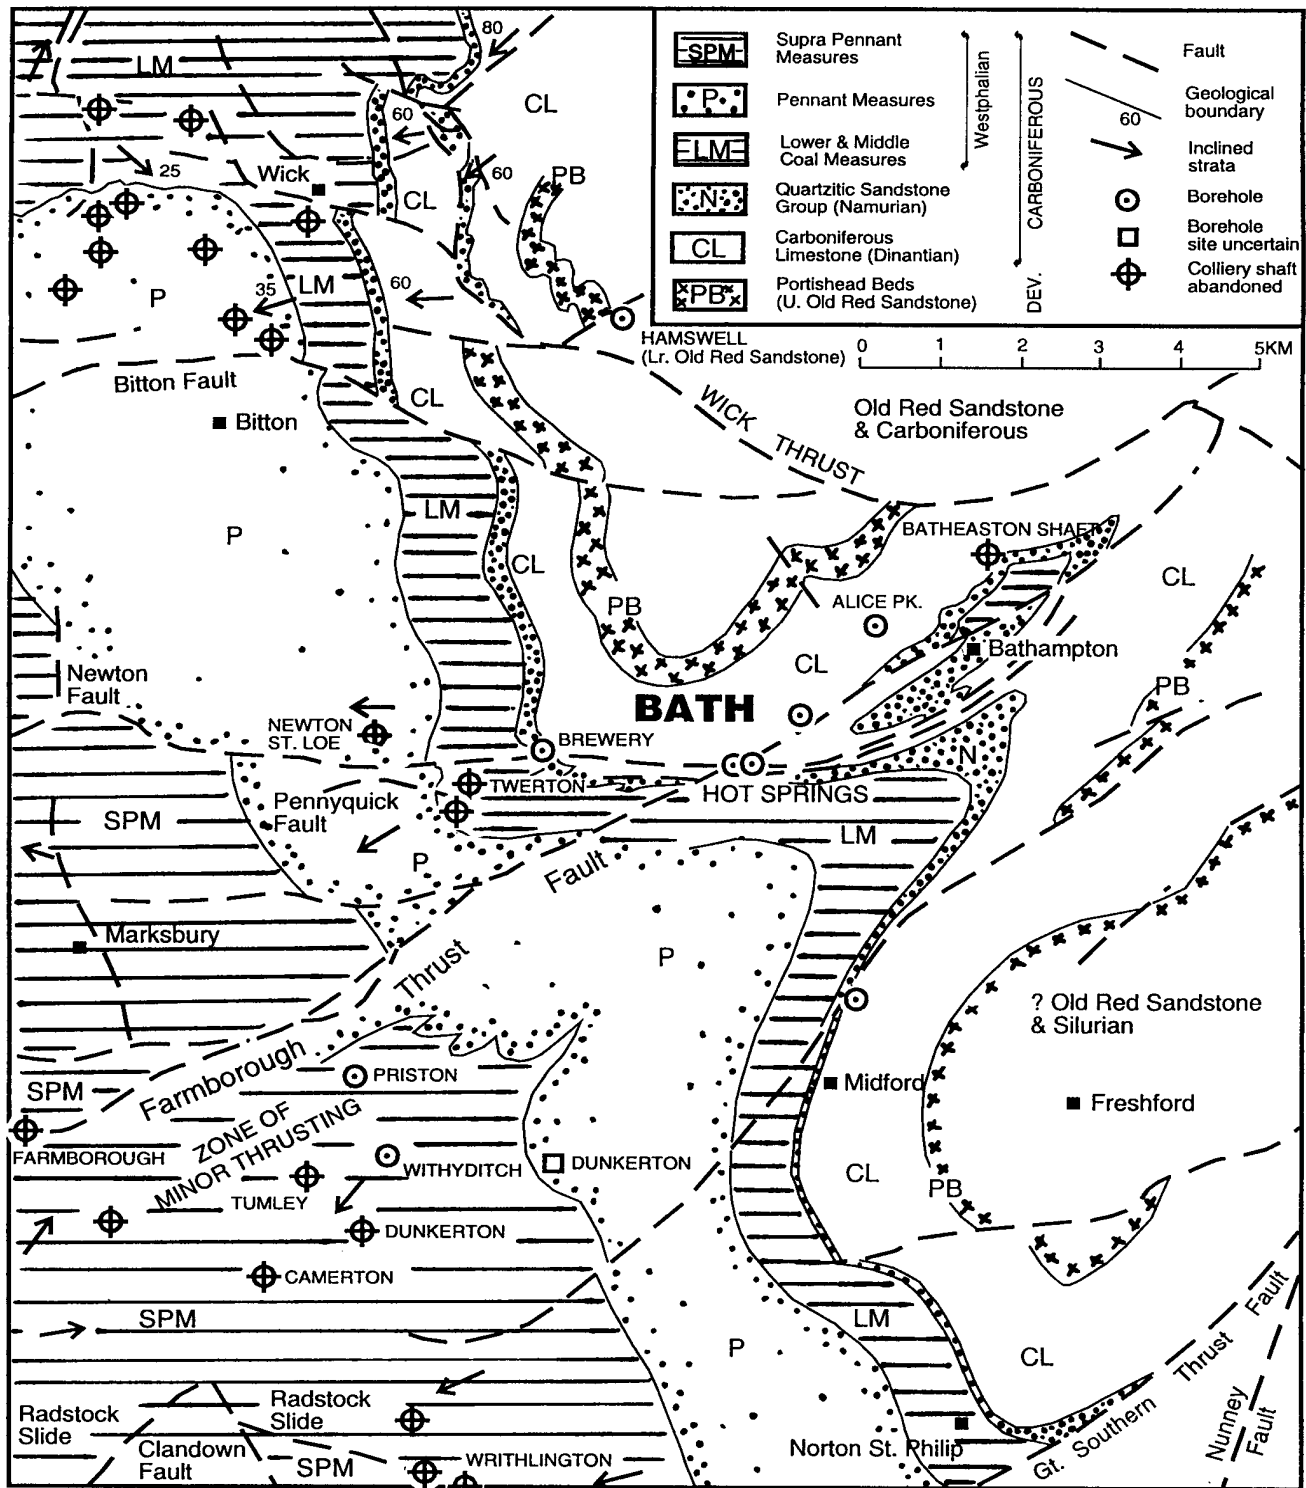 SPM
Supra Pennant
Measures
P
Pennant Measures
LM
Lower & Middle
Coal Measures
N
Quartzitic Sandstone
Group (Namurian)
CL
Carboniferous
Limestone (Dinantian)
PB
Portishead Beds
(U. Old Red Sandstone)
Westphalian
CARBONIFEROUS
DEV.
Fault
Geological
boundary
60
Inclined
strata
Borehole
Borehole
site uncertain
Colliery shaft
abandoned
0 1 2 3 4 5KM
80
LM
CL
60
25
Wick
60
PB
CL
LM
P
35
60
HAMSWELL
(Lr. Old Red Sandstone)
Bitton Fault
CL
WICK THRUST
Old Red Sandstone
& Carboniferous
Bitton
LM
P
CL
BATHEASTON SHAFT
CL
PB
ALICE PK.
CL
Bathampton
Newton
Fault
PB
BATH
NEWTON
ST. LOE
BREWERY
N
TWERTON
HOT SPRINGS
Pennyquick
Fault
SPM
LM
P
Fault
Marksbury
Thrust
P
? Old Red Sandstone
& Silurian
Farmborough
PRISTON
SPM
Midford
Freshford
ZONE OF
MINOR THRUSTING
FARMBOROUGH
WITHYDITCH
DUNKERTON
CL
PB
TUMLEY
DUNKERTON
CAMERTON
SPM
LM
Fault
P
CL
Thrust
Radstock
Slide
Radstock
Slide
Southern
Nunney
Fault
Clandown
Fault
SPM
WRITHLINGTON
Norton St. Philip
Gt.